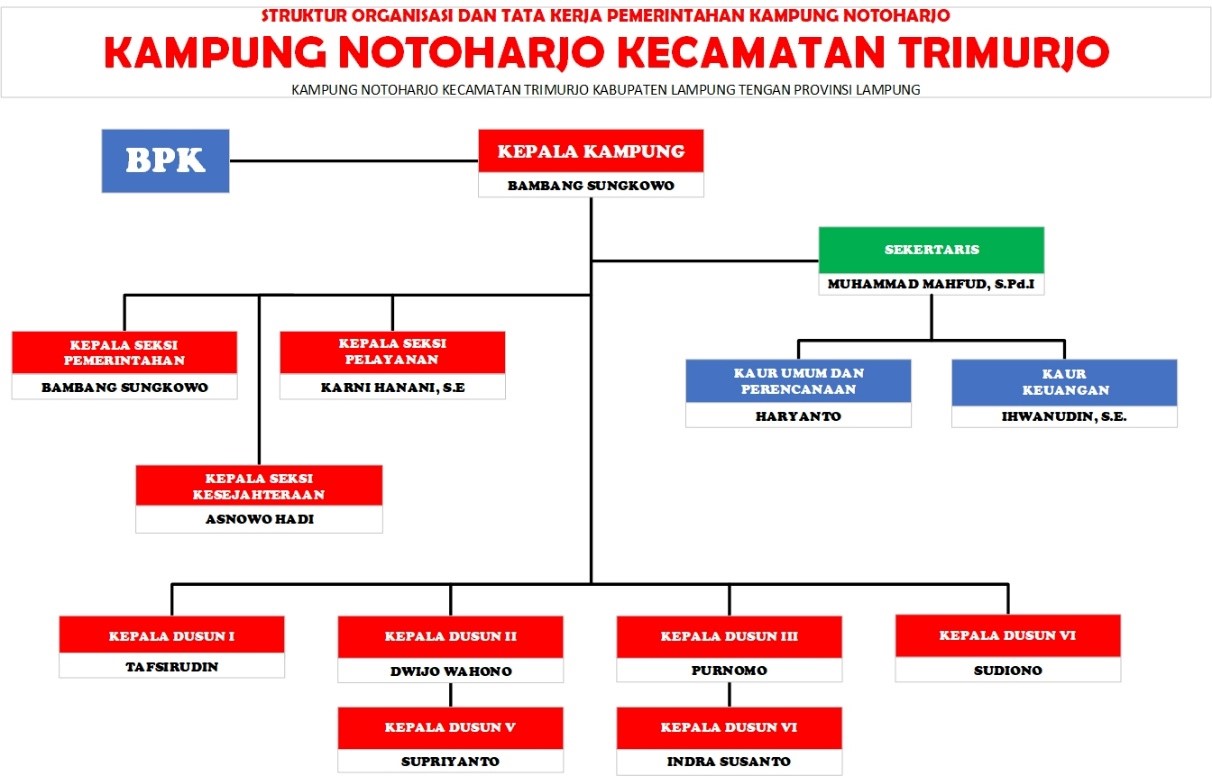 STRUKTUR ORGANISASI DAN TATA KERJA PEMERINTAHAN KAMPUNG NOTOHARJO
KAMPUNG NOTOHARJO KECAMATAN TRIMURJO
KAMPUNG NOTOHARJO KECAMATAN TRIMURJO KABUPATEN LAMPUNG TENGAN PROVINSI LAMPUNG
BPK
KEPALA KAMPUNG
BAMBANG SUNGKOWO
SEKERTARIS
MUHAMMAD MAHFUD, S.Pd.I
KEPALA SEKSI
PEMERINTAHAN
BAMBANG SUNGKOWO
KEPALA SEKSI
PELAYANAN
KARNI HANANI, S.E
KAUR UMUM DAN
PERENCANAAN
HARYANTO
KAUR
KEUANGAN
IHWANUDIN, S.E.
KEPALA SEKSI
KESEJAHTERAAN
ASNOWO HADI
KEPALA DUSUN I
TAFSIRUDIN
KEPALA DUSUN II
DWIJO WAHONO
KEPALA DUSUN III
PURNOMO
KEPALA DUSUN VI
SUDIONO
KEPALA DUSUN V
SUPRIYANTO
KEPALA DUSUN VI
INDRA SUSANTO